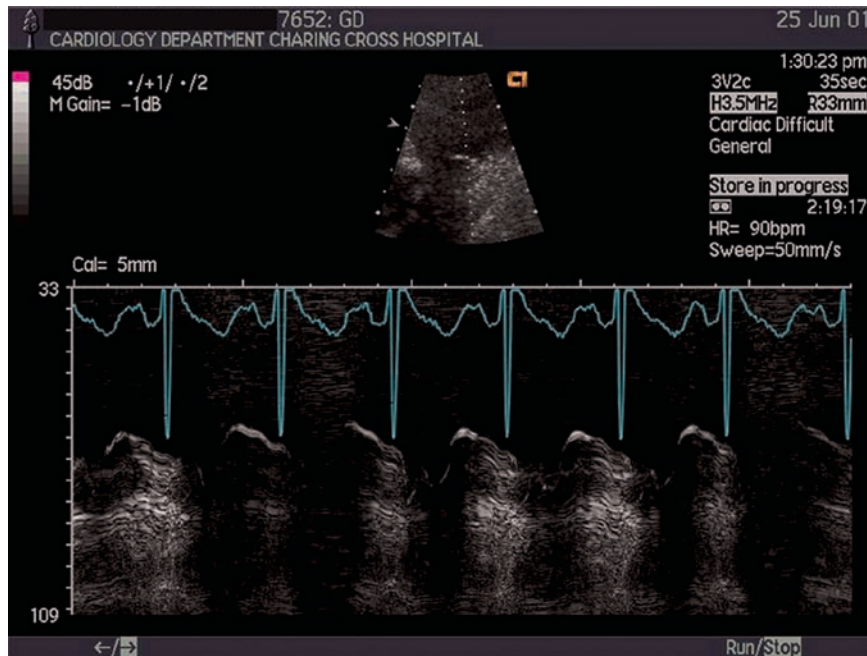 7652: GD 25 Jun 01
CARDIOLOGY DEPARTMENT CHARING CROSS HOSPITAL
1:30:23 pm
45dB •/+1/ •/2
M Gain= -1dB
3V2c 35sec
H3.5MHz R33mm
Cardiac Difficult
General
Store in progress
2:19:17
HR= 90bpm
Sweep=50mm/s
Cal= 5mm
33
109
←/→ Run/Stop